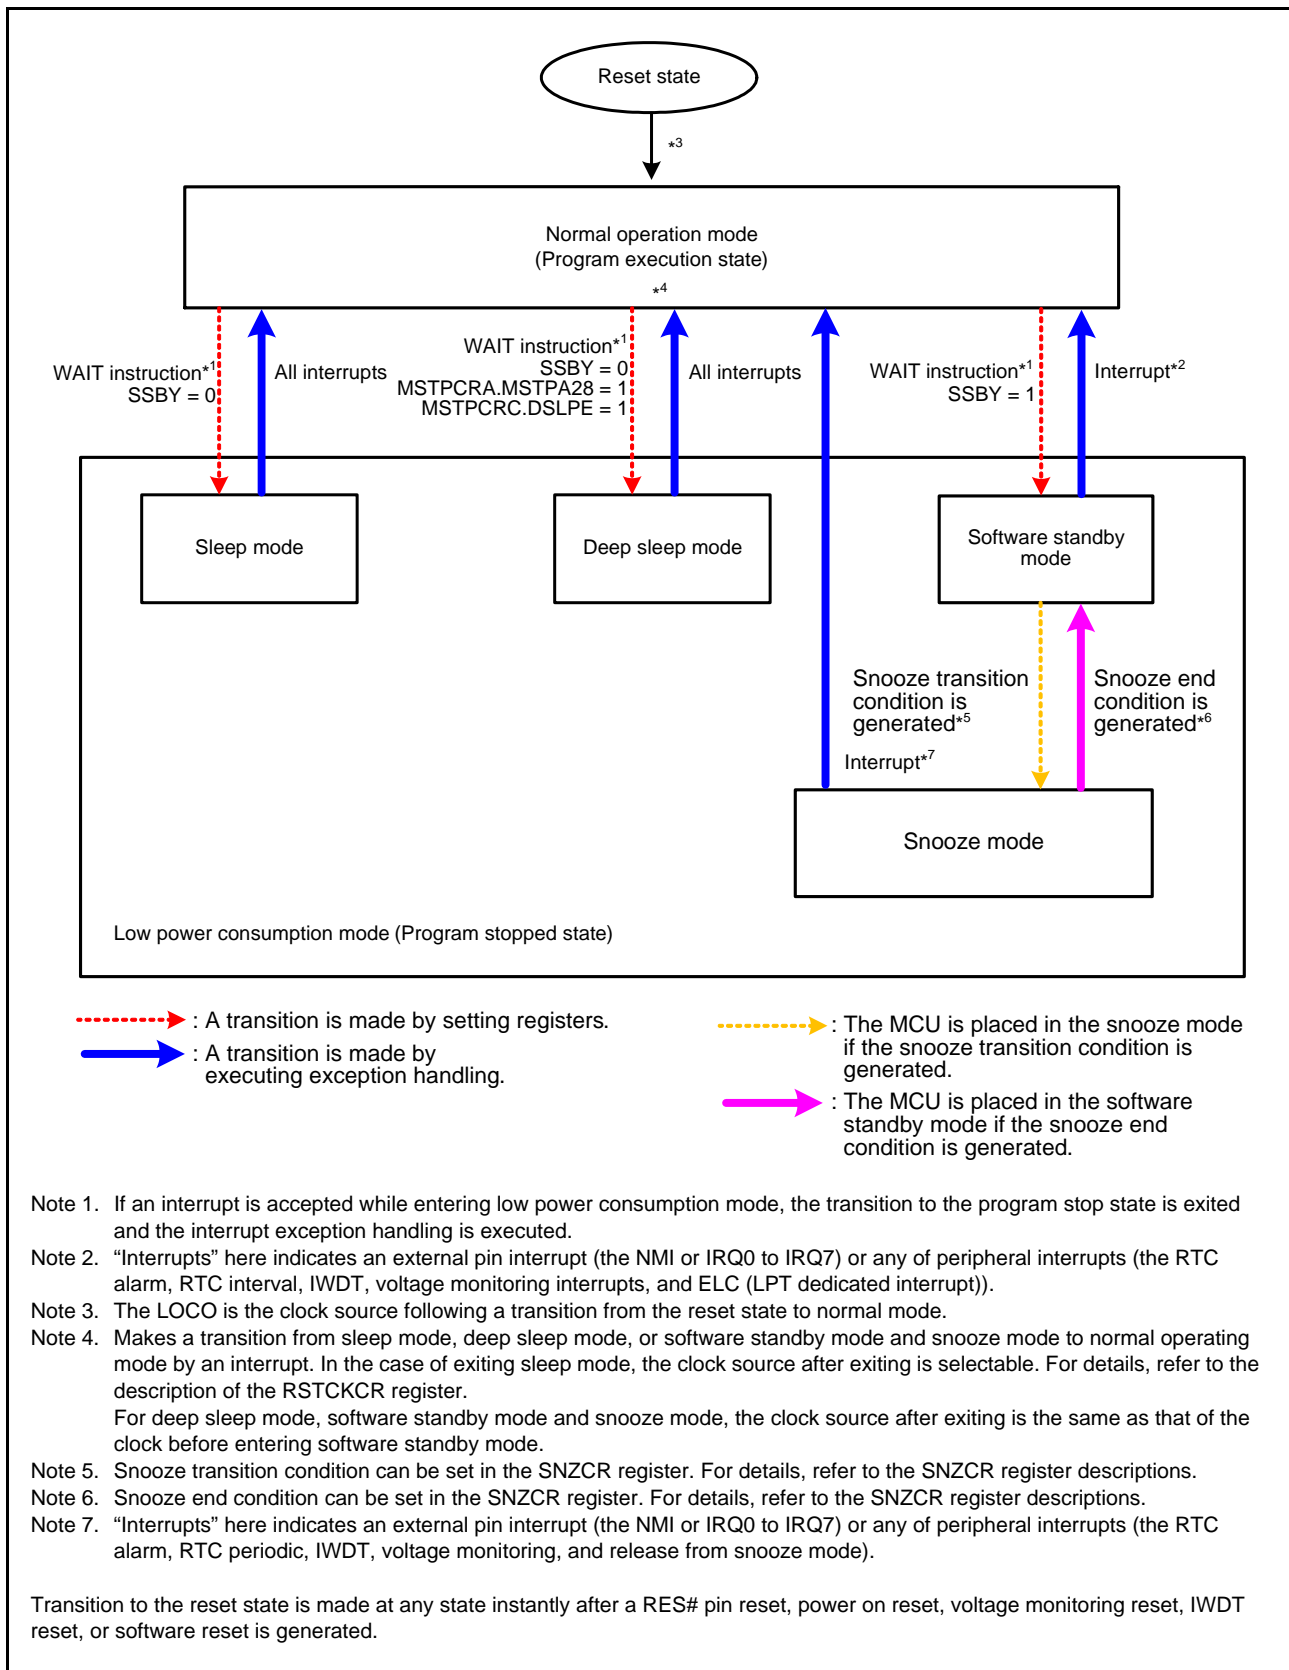 Reset state
*3
Normal operation mode
(Program execution state)
*4
WAIT instruction*1
SSBY = 0
All interrupts
WAIT instruction*1
SSBY = 0
MSTPCRA.MSTPA28 = 1
MSTPCRC.DSLPE = 1
All interrupts
WAIT instruction*1
SSBY = 1
Interrupt*2
Sleep mode
Deep sleep mode
Software standby
mode
Snooze transition
condition is
generated*5
Snooze end
condition is
generated*6
Interrupt*7
Snooze mode
Low power consumption mode (Program stopped state)
: A transition is made by setting registers.
: A transition is made by
executing exception handling.
: The MCU is placed in the snooze mode
if the snooze transition condition is
generated.
: The MCU is placed in the software
standby mode if the snooze end
condition is generated.
Note 1. If an interrupt is accepted while entering low power consumption mode, the transition to the program stop state is exited
and the interrupt exception handling is executed.
Note 2. “Interrupts” here indicates an external pin interrupt (the NMI or IRQ0 to IRQ7) or any of peripheral interrupts (the RTC
alarm, RTC interval, IWDT, voltage monitoring interrupts, and ELC (LPT dedicated interrupt)).
Note 3. The LOCO is the clock source following a transition from the reset state to normal mode.
Note 4. Makes a transition from sleep mode, deep sleep mode, or software standby mode and snooze mode to normal operating
mode by an interrupt. In the case of exiting sleep mode, the clock source after exiting is selectable. For details, refer to the
description of the RSTCKCR register.
For deep sleep mode, software standby mode and snooze mode, the clock source after exiting is the same as that of the
clock before entering software standby mode.
Note 5. Snooze transition condition can be set in the SNZCR register. For details, refer to the SNZCR register descriptions.
Note 6. Snooze end condition can be set in the SNZCR register. For details, refer to the SNZCR register descriptions.
Note 7. “Interrupts” here indicates an external pin interrupt (the NMI or IRQ0 to IRQ7) or any of peripheral interrupts (the RTC
alarm, RTC periodic, IWDT, voltage monitoring, and release from snooze mode).
Transition to the reset state is made at any state instantly after a RES# pin reset, power on reset, voltage monitoring reset, IWDT
reset, or software reset is generated.